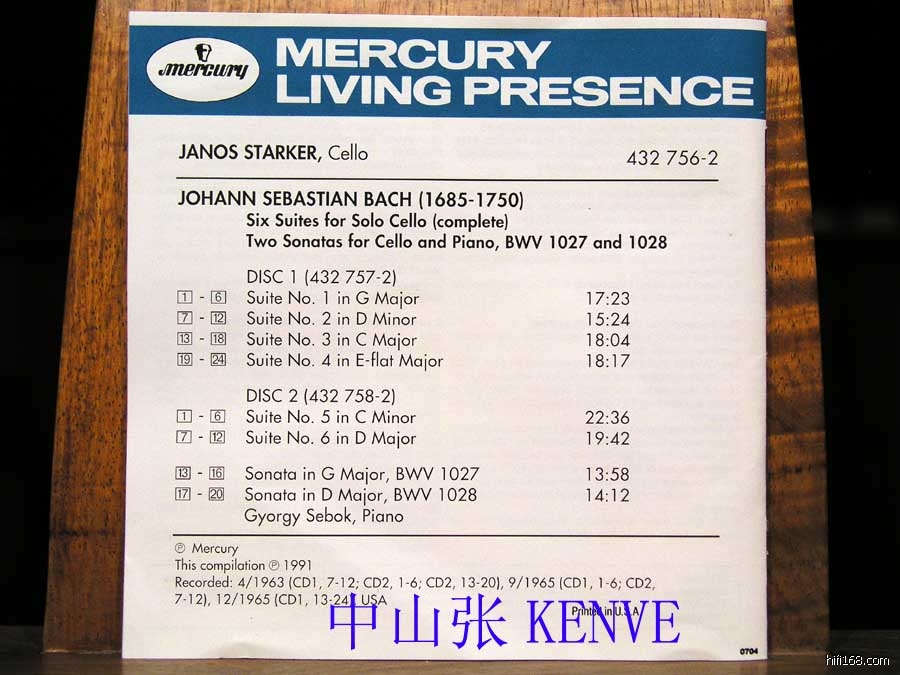 mercury
MERCURY
LIVING PRESENCE
JANOS STARKER, Cello 432 756-2
JOHANN SEBASTIAN BACH (1685-1750)
Six Suites for Solo Cello (complete)
Two Sonatas for Cello and Piano, BWV 1027 and 1028
DISC 1 (432 757-2)
1 - 6 Suite No. 1 in G Major 17:23
7 - 12 Suite No. 2 in D Minor 15:24
13 - 18 Suite No. 3 in C Major 18:04
19 - 24 Suite No. 4 in E-flat Major 18:17
DISC 2 (432 758-2)
1 - 6 Suite No. 5 in C Minor 22:36
7 - 12 Suite No. 6 in D Major 19:42
13 - 16 Sonata in G Major, BWV 1027 13:58
17 - 20 Sonata in D Major, BWV 1028 14:12
Gyorgy Sebok, Piano
℗ Mercury
This compilation ℗ 1991
Recorded: 4/1963 (CD1, 7-12; CD2, 1-6; CD2, 13-20), 9/1965 (CD1, 1-6; CD2,
7-12), 12/1965 (CD1, 13-24) USA
Printed in U.S.A
中山张 KENVE
0704
hifi168.com